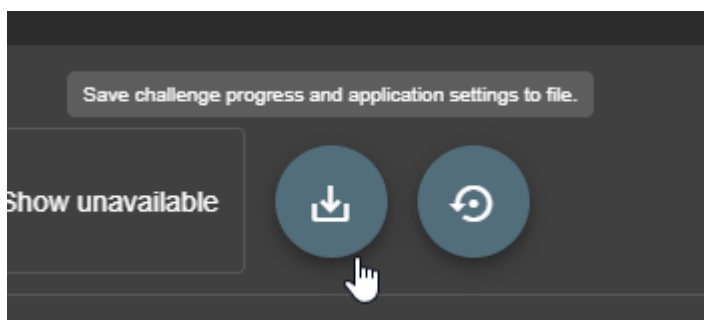 Save challenge progress and application settings to file.
Show unavailable